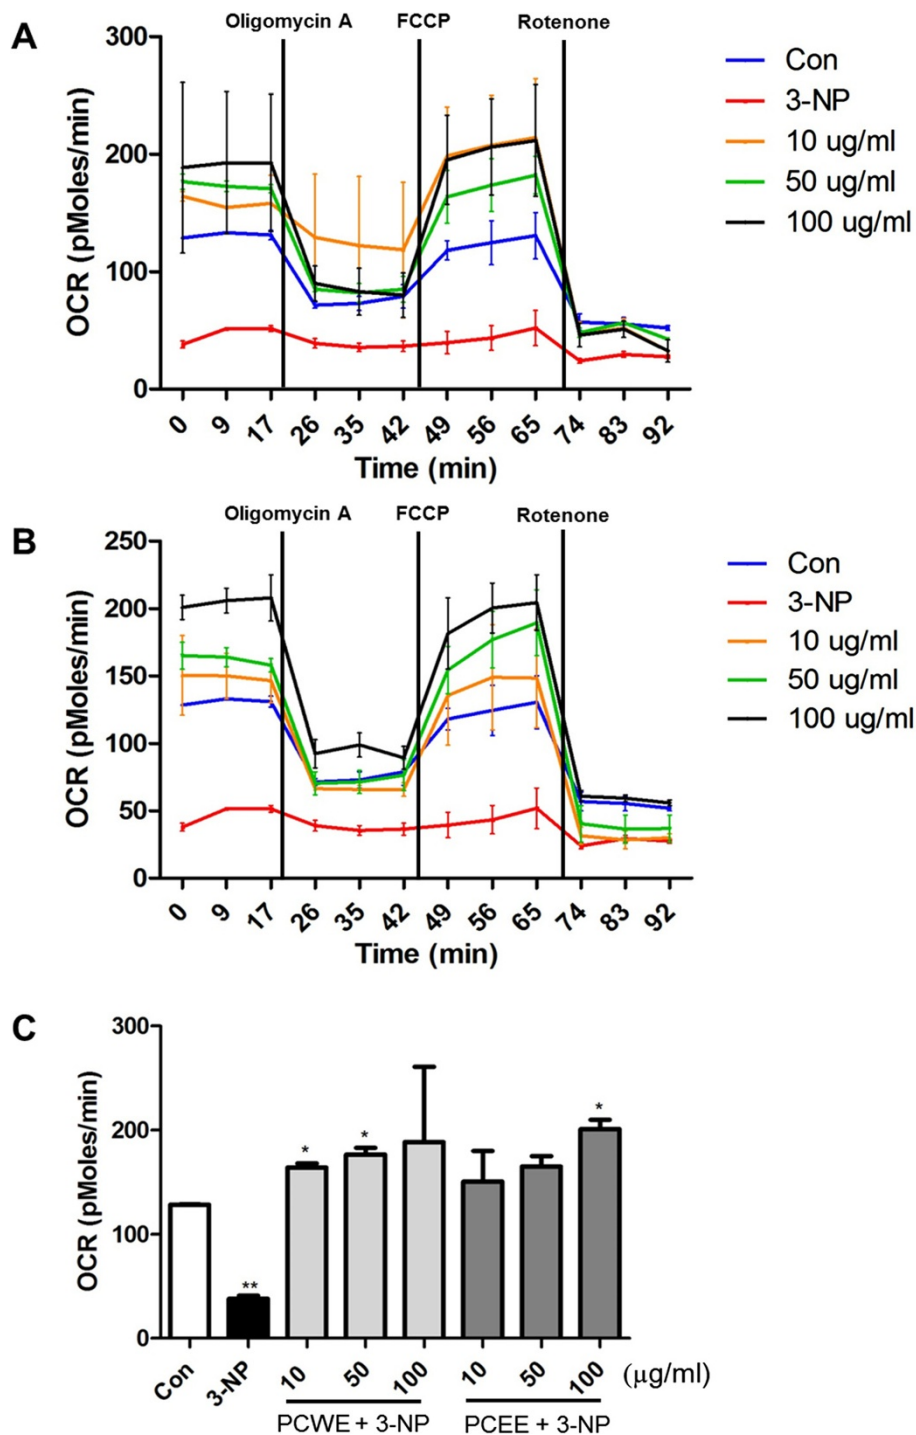 A
Oligomycin A FCCP Rotenone
300
200
100
0
OCR (pMoles/min)
0 9 17 26 35 42 49 56 65 74 83 92
Time (min)
Con
3-NP
10 ug/ml
50 ug/ml
100 ug/ml
B
Oligomycin A FCCP Rotenone
250
200
150
100
50
0
OCR (pMoles/min)
0 9 17 26 35 42 49 56 65 74 83 92
Time (min)
Con
3-NP
10 ug/ml
50 ug/ml
100 ug/ml
C
300
200
100
0
OCR (pMoles/min)
** * * *
Con 3-NP 10 50 100 10 50 100 (µg/ml)
PCWE + 3-NP PCEE + 3-NP